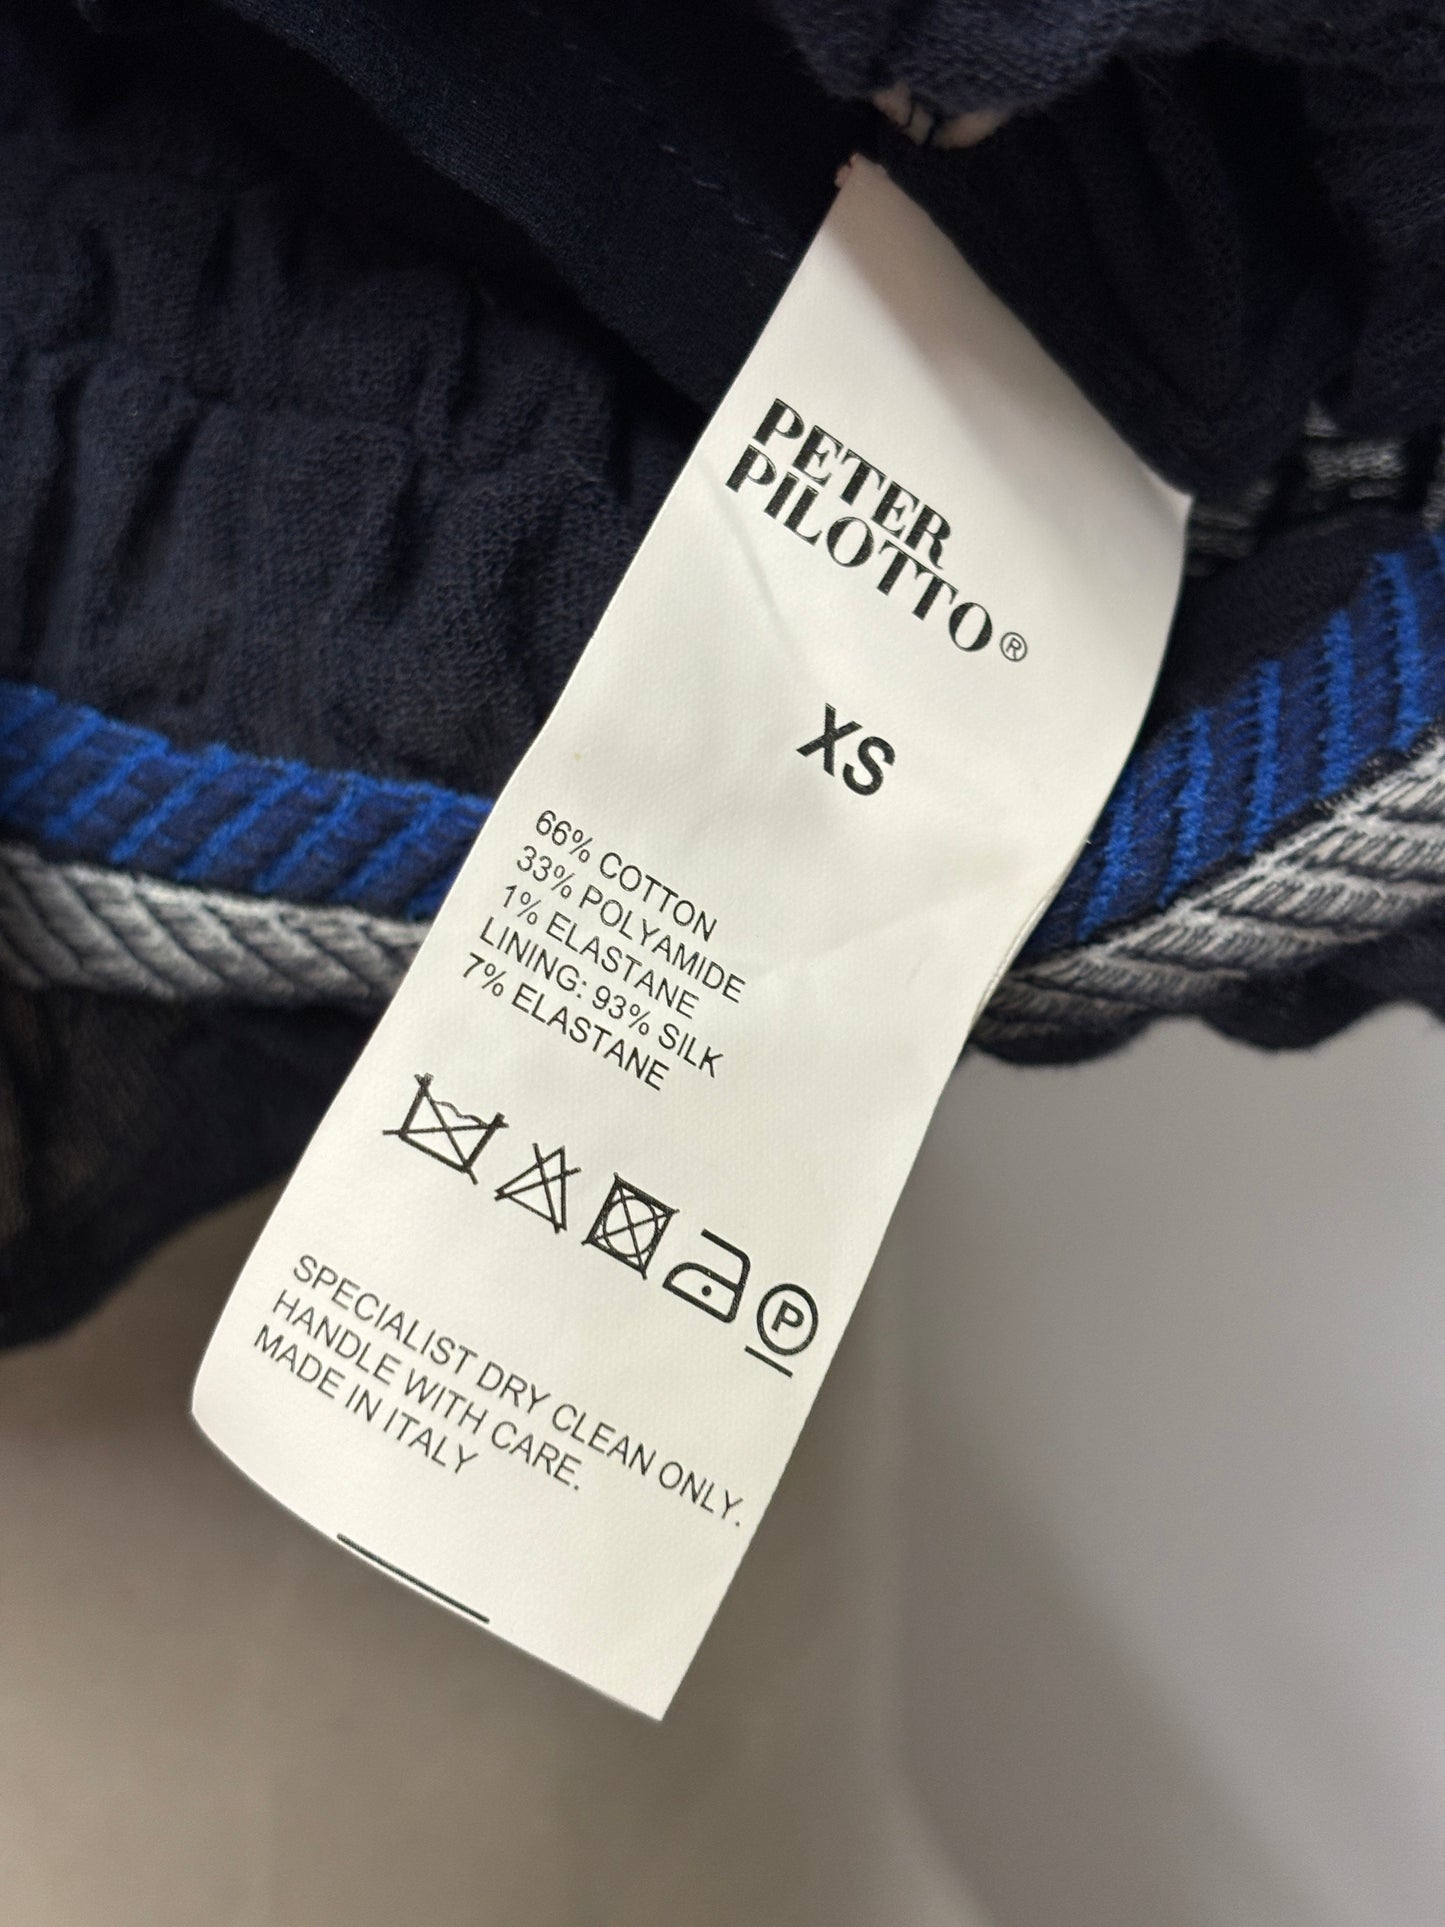 PETER
PILOTTO®
XS
66% COTTON
33% POLYAMIDE
1% ELASTANE
LINING: 93% SILK
7% ELASTANE
P
SPECIALIST DRY CLEAN ONLY.
HANDLE WITH CARE.
MADE IN ITALY